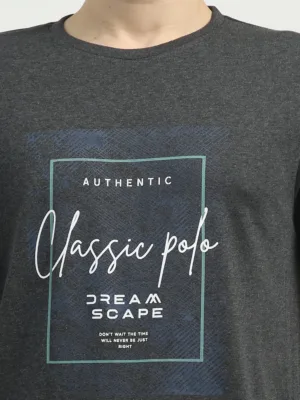 AUTHENTIC
Classic polo
DREAM
SCAPE
DON'T WAIT THE TIME
WILL NEVER BE JUST
RIGHT